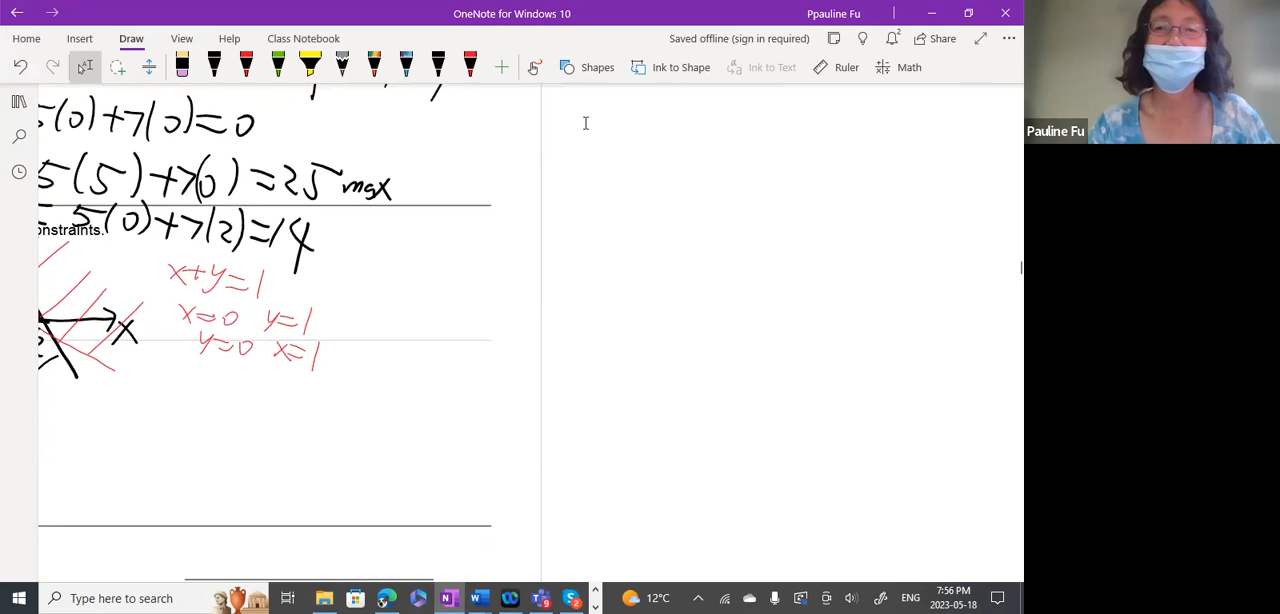 OneNote for Windows 10
Ppauline Fu
Home Insert Draw View Help Class Notebook
Saved offline (sign in required)
2
Share
Shapes Ink to Shape Ink to Text Ruler Math
5(0)+7(0)=0
5(5)+7(0)=25 max
5(0)+7(2)=14
onstraints.
x+y=1
x=0 y=1
y=0 x=1
x
Pauline Fu
Type here to search
12°C
ENG
7:56 PM
2023-05-18